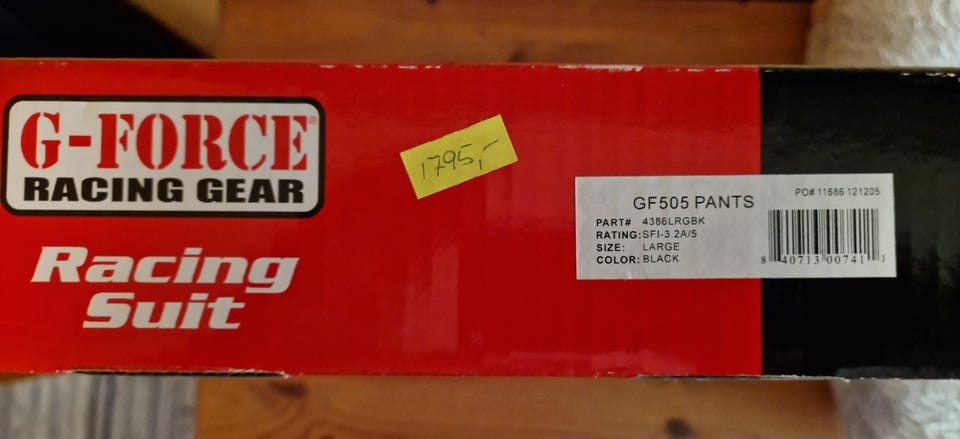 G-FORCE®
RACING GEAR
Racing
Suit
1795,-
GF505 PANTS
PO# 11686 121205
PART# 4386LRGBK
RATING: SFI-3.2A/5
SIZE: LARGE
COLOR: BLACK
8 40713 00741 1